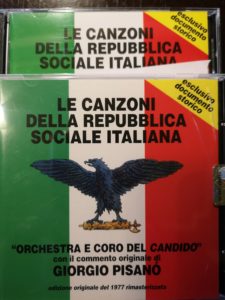 esclusivo
documento
storico
LE CANZONI
DELLA REPUBBLICA
SOCIALE ITALIANA
esclusivo
documento
storico
LE CANZONI
DELLA REPUBBLICA
SOCIALE ITALIANA
"ORCHESTRA E CORO DEL CANDIDO"
con il commento originale di
GIORGIO PISANÒ
edizione originale del 1977 rimasterizzata